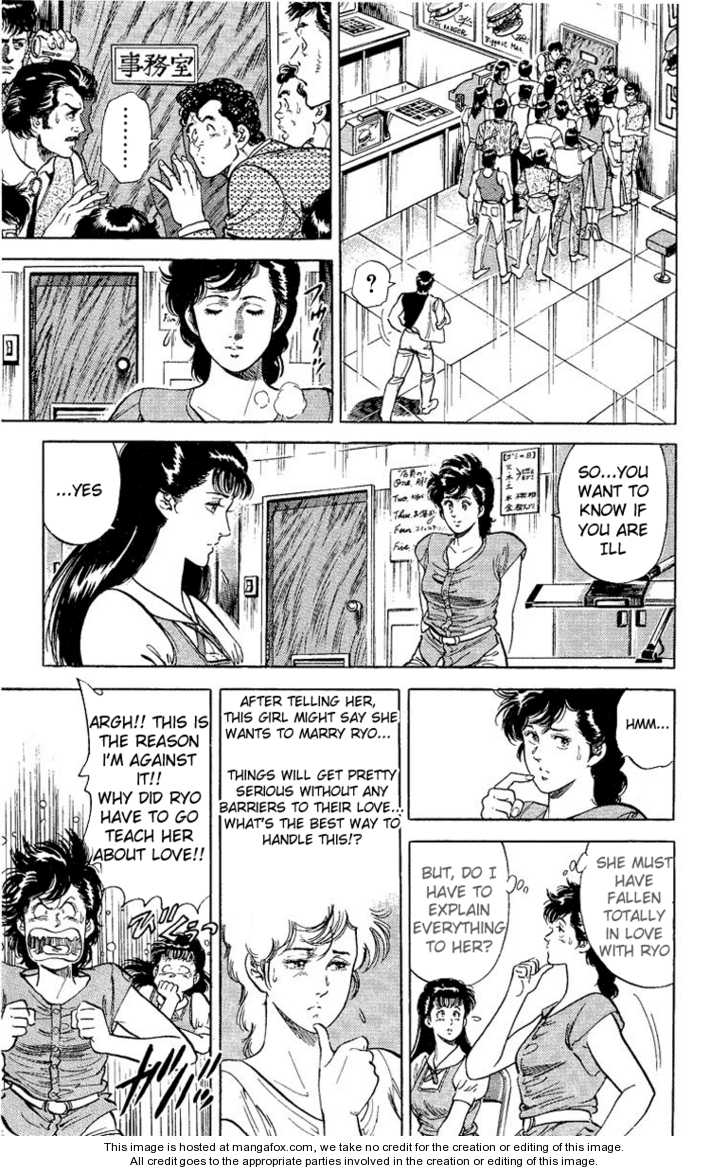 ?
事務室
......
SO...YOU
WANT TO
KNOW IF
YOU ARE
ILL
...YES
One
Two
Three
Five
HMM...
SHE MUST
HAVE
FALLEN
TOTALLY
IN LOVE
WITH RYO
BUT, DO I
HAVE TO
EXPLAIN
EVERYTHING
TO HER?
AFTER TELLING HER,
THIS GIRL MIGHT SAY SHE
WANTS TO MARRY RYO...
THINGS WILL GET PRETTY
SERIOUS WITHOUT ANY
BARRIERS TO THEIR LOVE...
WHAT'S THE BEST WAY TO
HANDLE THIS!?
ARGH!! THIS IS
THE REASON
I'M AGAINST
IT!!
WHY DID RYO
HAVE TO GO
TEACH HER
ABOUT LOVE!!
This image is hosted at mangafox.com, we take no credit for the creation or editing of this image.
All credit goes to the appropriate parties involved in the creation or editing of this image.